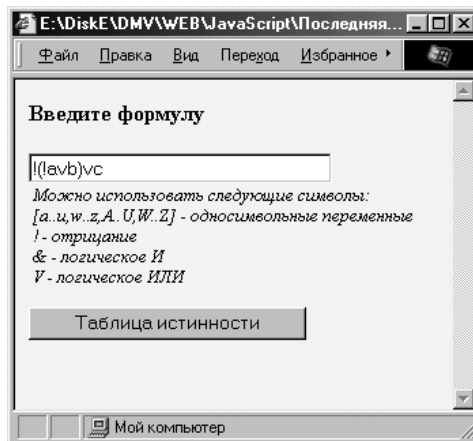 E:\DiskE\DMV\WEB\JavaScript\Последняя...
Файл Правка Вид Переход Избранное
Введите формулу
!(!avb)vc
Можно использовать следующие символы:
[a..u,w..z,A..U,W..Z] - односимвольные переменные
! - отрицание
& - логическое И
V - логическое ИЛИ
Таблица истинности
Мой компьютер